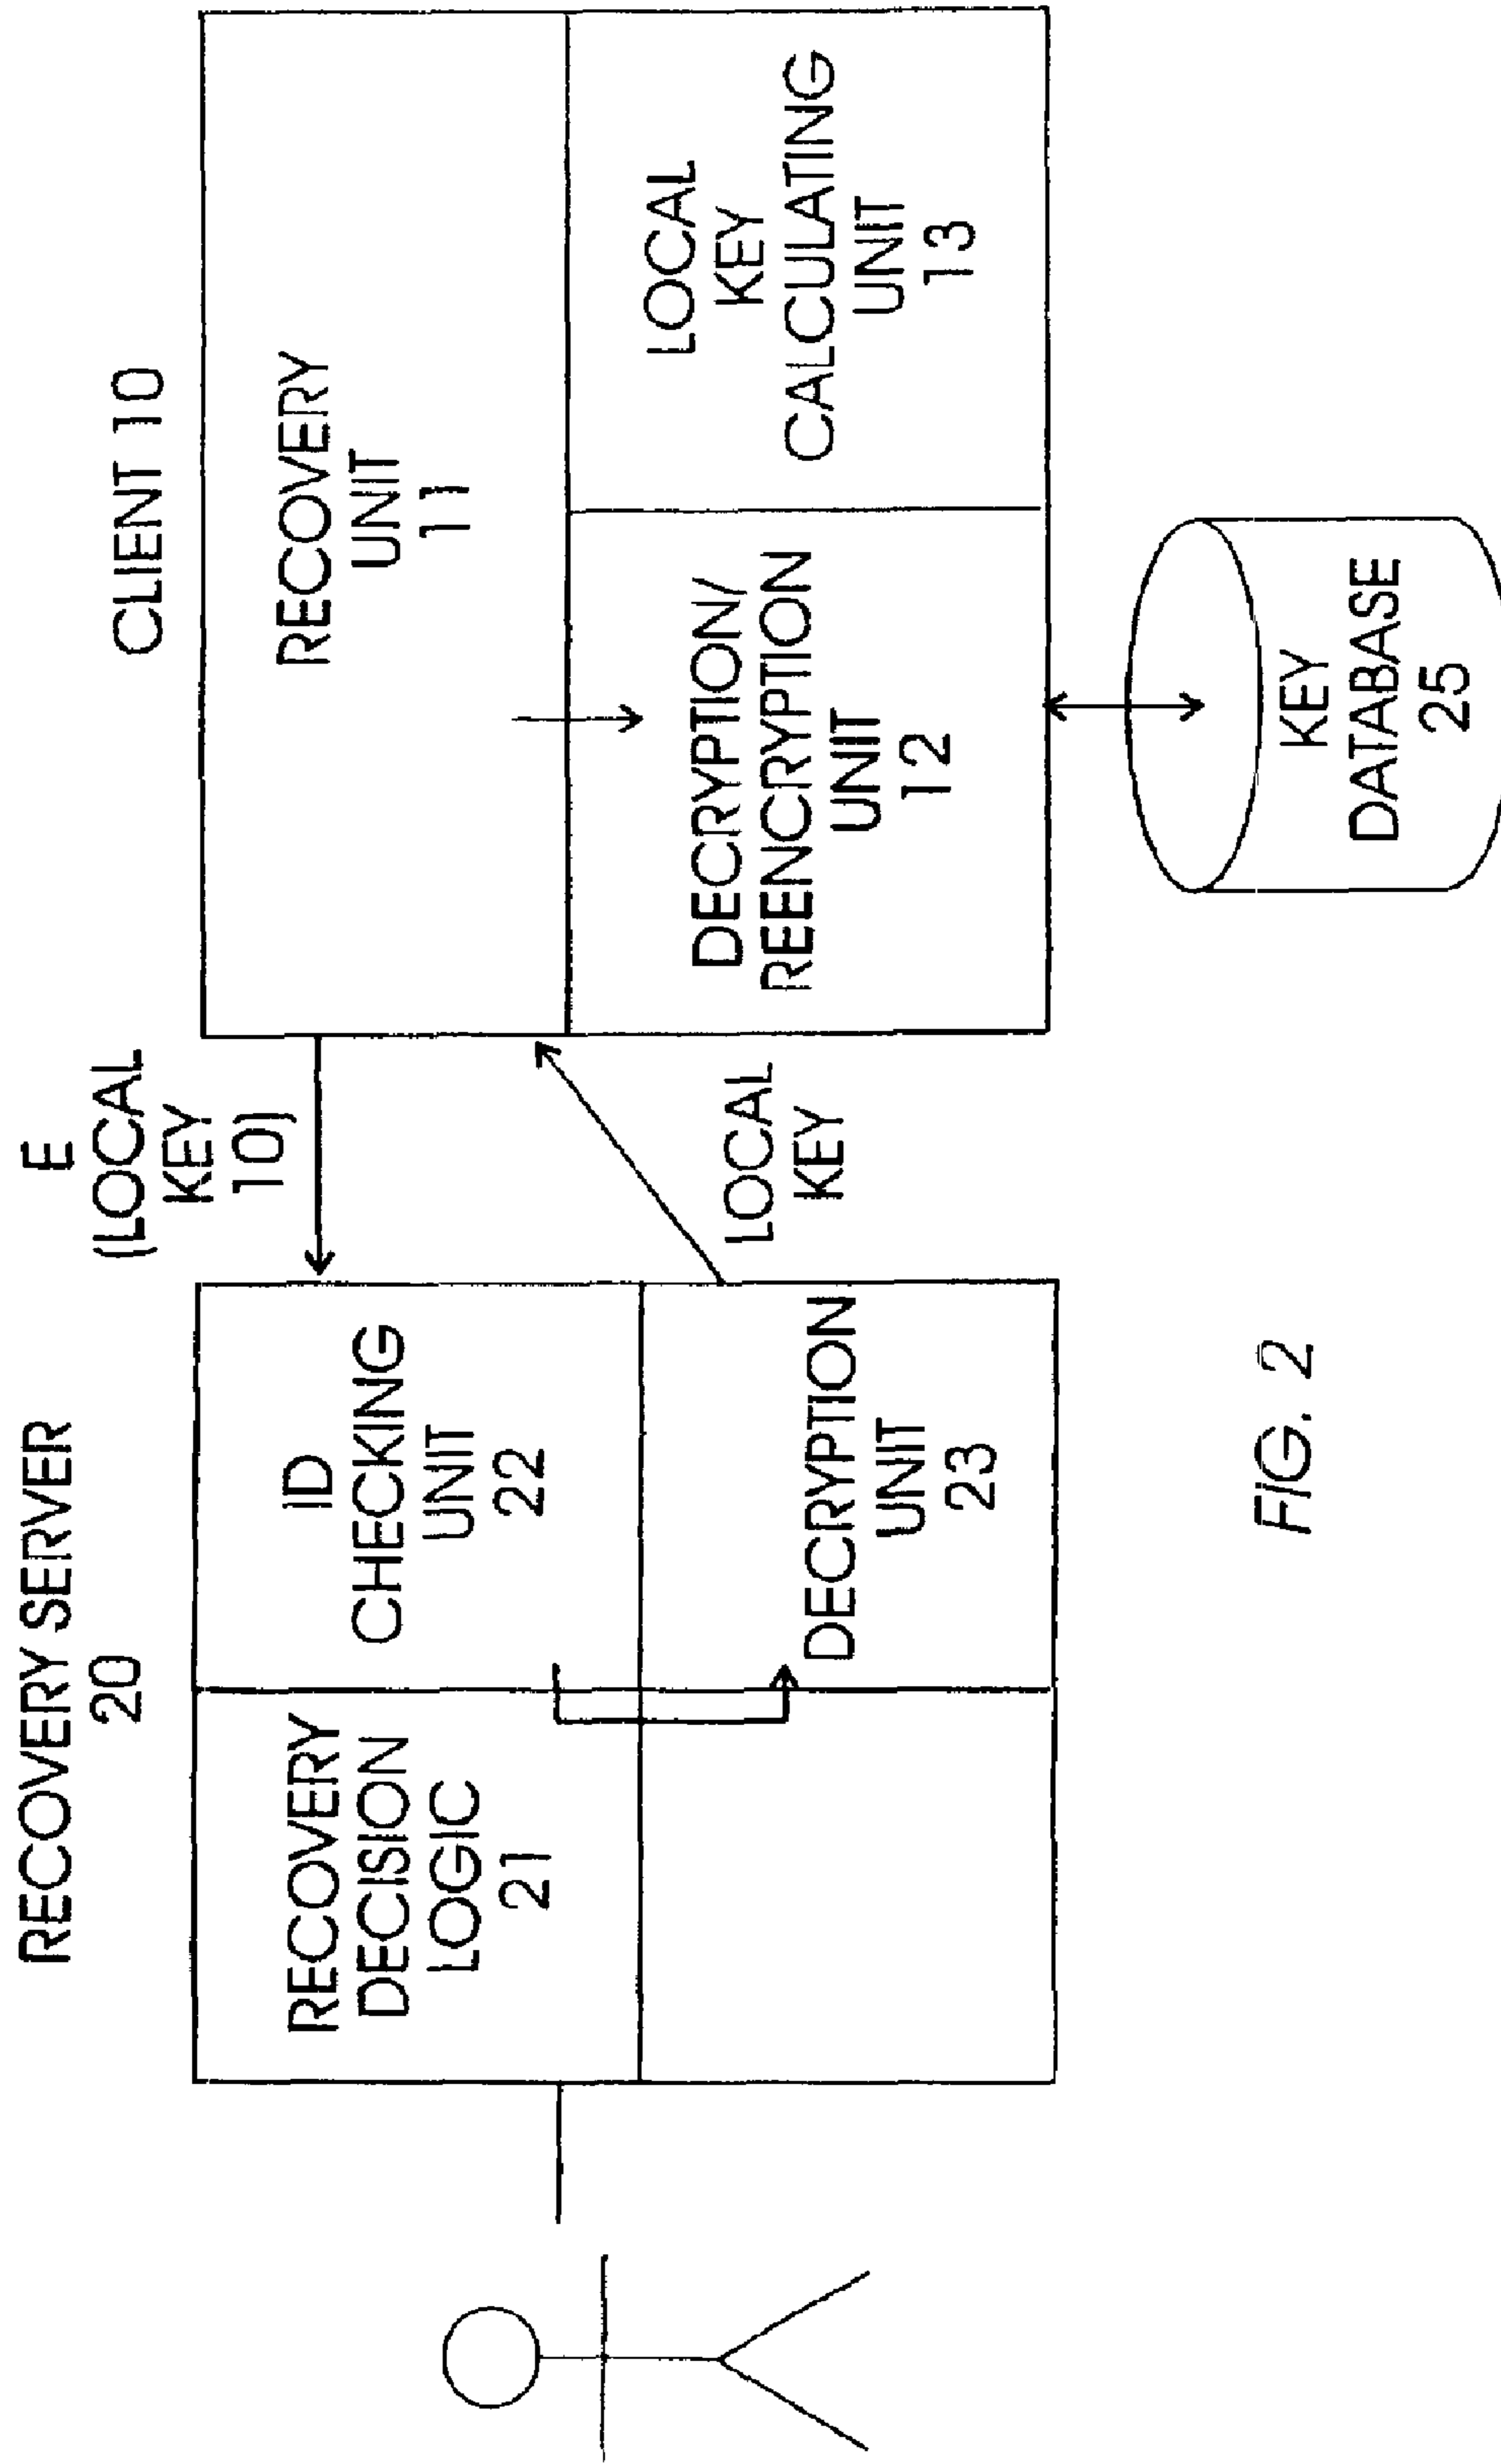 RECOVERY SERVER
20
RECOVERY
DECISION
LOGIC
21
ID
CHECKING
UNIT
22
DECRYPTION
UNIT
23
E
(LOCAL
KEY
10)
LOCAL
KEY
CLIENT 10
RECOVERY
UNIT
11
DECRYPTION/
REENCRYPTION
UNIT
12
LOCAL
KEY
CALCULATING
UNIT
13
KEY
DATABASE
25
FIG. 2